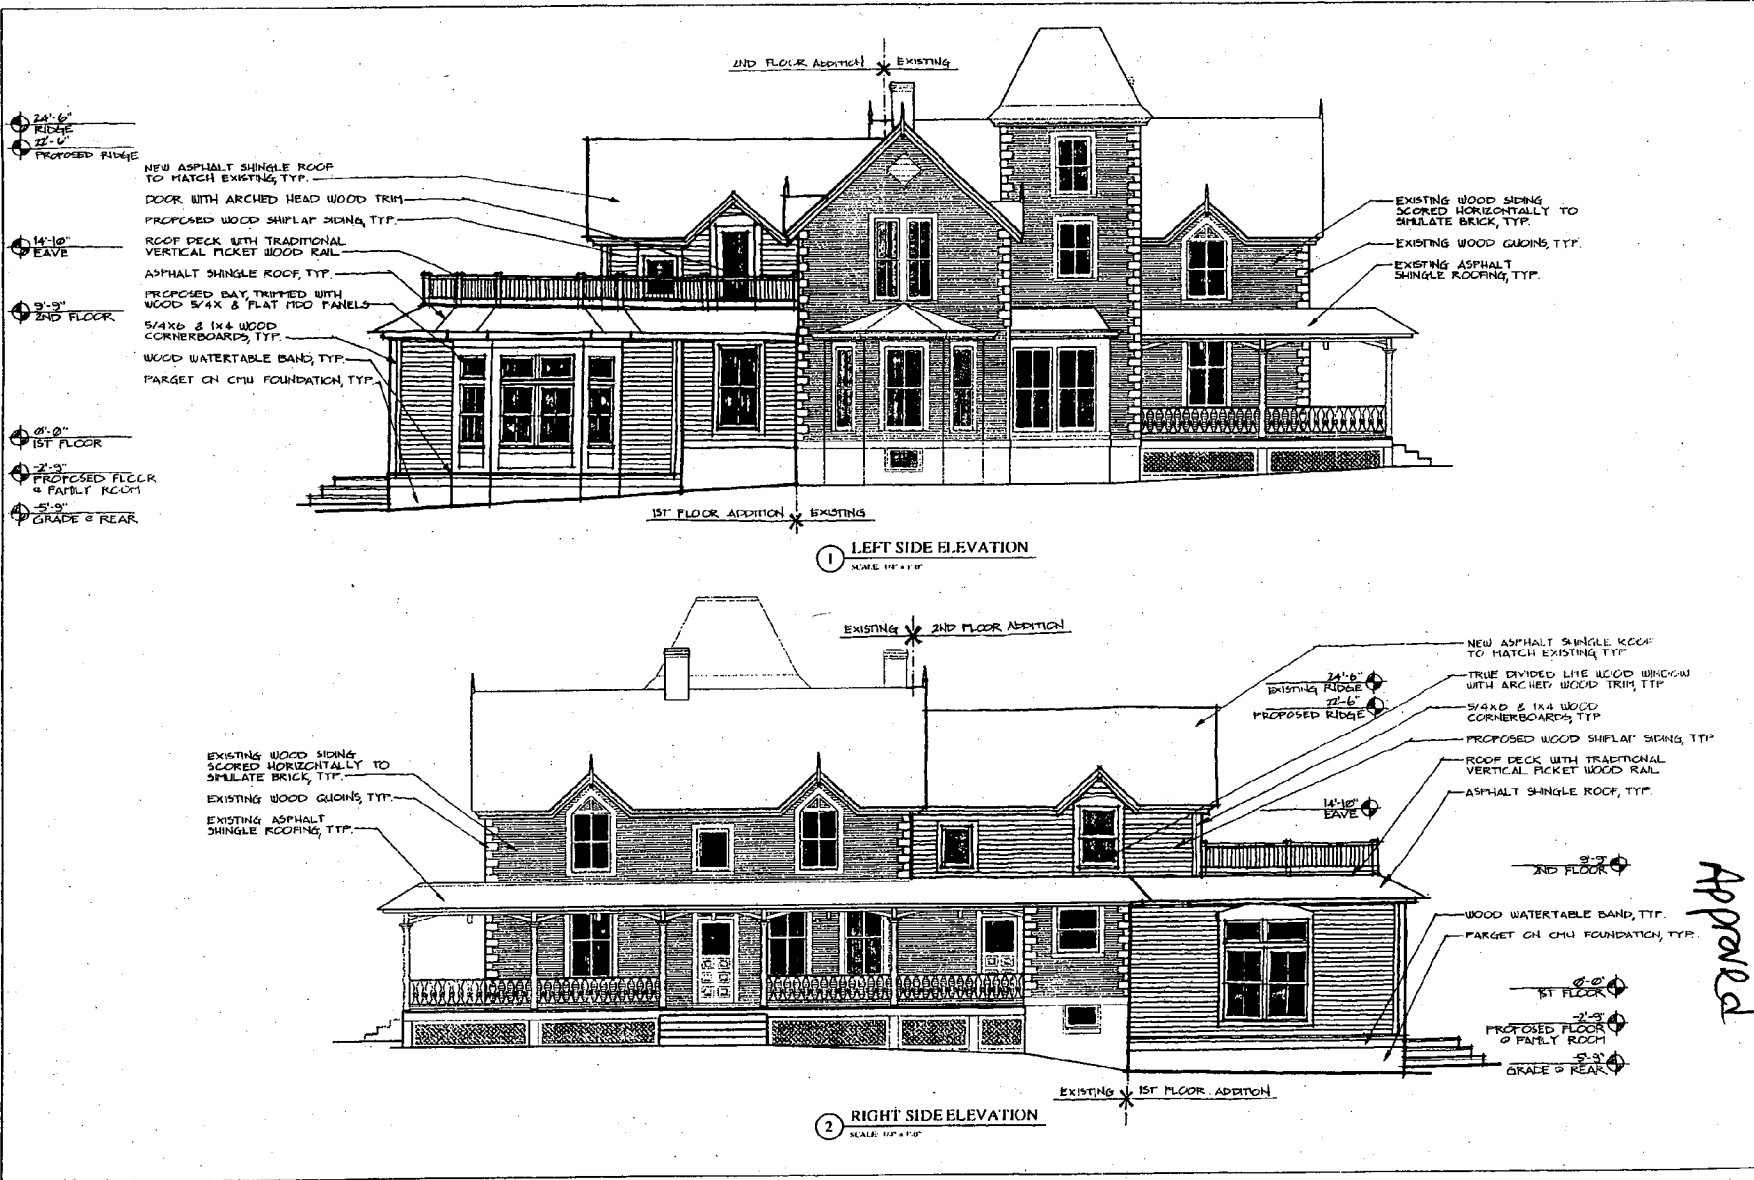 2ND FLOOR ADDITION EXISTING
24'-6"
RIDGE
22'-6"
PROPOSED RIDGE
14'-10"
EAVE
9'-9"
2ND FLOOR
0'-0"
1ST FLOOR
-2'-9"
PROPOSED FLOOR
@ FAMILY ROOM
-5'-9"
GRADE @ REAR
NEW ASPHALT SHINGLE ROOF
TO MATCH EXISTING, TYP.
DOOR WITH ARCHED HEAD WOOD TRIM
PROPOSED WOOD SHIPLAP SIDING, TYP.
ROOF DECK WITH TRADITIONAL
VERTICAL PICKET WOOD RAIL
ASPHALT SHINGLE ROOF, TYP.
PROPOSED BAY, TRIMMED WITH
WOOD 5/4X & FLAT MDO PANELS
5/4X6 & 1X4 WOOD
CORNERBOARDS, TYP.
WOOD WATERTABLE BAND, TYP.
PARGET ON CMU FOUNDATION, TYP.
EXISTING WOOD SIDING
SCORED HORIZONTALLY TO
SIMULATE BRICK, TYP.
EXISTING WOOD QUOINS, TYP.
EXISTING ASPHALT
SHINGLE ROOFING, TYP.
1ST FLOOR ADDITION EXISTING
1 LEFT SIDE ELEVATION
SCALE
EXISTING 2ND FLOOR ADDITION
EXISTING WOOD SIDING
SCORED HORIZONTALLY TO
SIMULATE BRICK, TYP.
EXISTING WOOD QUOINS, TYP.
EXISTING ASPHALT
SHINGLE ROOFING, TYP.
24'-6"
EXISTING RIDGE
22'-6"
PROPOSED RIDGE
14'-10"
EAVE
NEW ASPHALT SHINGLE ROOF
TO MATCH EXISTING TYP
TRUE DIVIDED LITE WOOD WINDOW
WITH ARCHED WOOD TRIM, TYP
5/4X6 & 1X4 WOOD
CORNERBOARDS, TYP
PROPOSED WOOD SHIPLAP SIDING, TYP
ROOF DECK WITH TRADITIONAL
VERTICAL PICKET WOOD RAIL
ASPHALT SHINGLE ROOF, TYP.
9'-9"
2ND FLOOR
WOOD WATERTABLE BAND, TYP.
PARGET ON CMU FOUNDATION, TYP.
0'-0"
1ST FLOOR
-2'-9"
PROPOSED FLOOR
@ FAMILY ROOM
-5'-9"
GRADE @ REAR
Approved
EXISTING 1ST FLOOR ADDITION
2 RIGHT SIDE ELEVATION
SCALE